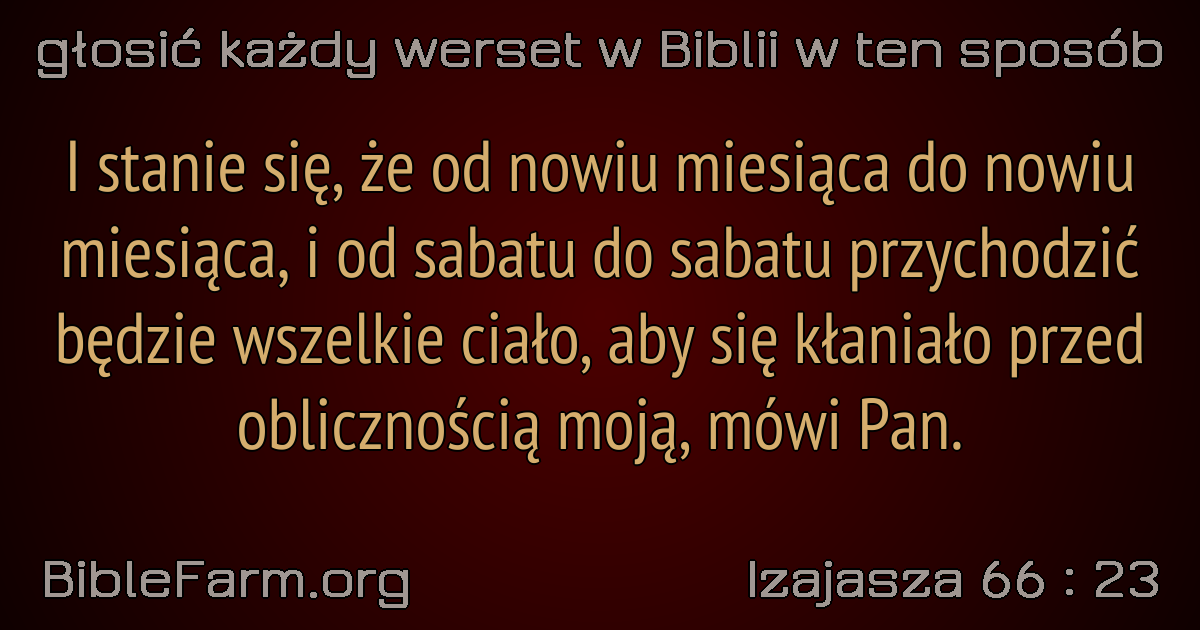 głosić każdy werset w Biblii w ten sposób
I stanie się, że od nowiu miesiąca do nowiu
miesiąca, i od sabatu do sabatu przychodzić
będzie wszelkie ciało, aby się kłaniało przed
oblicznością moją, mówi Pan.
BibleFarm.org
Izajasza 66 : 23